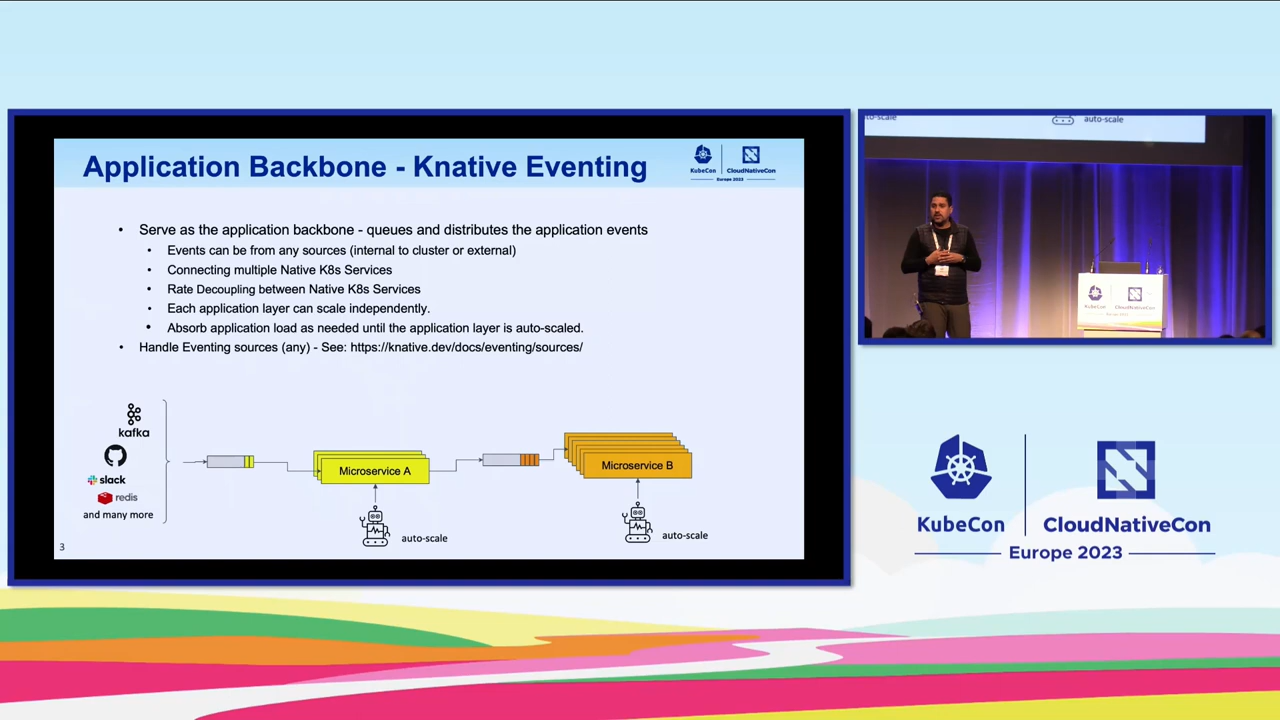 Application Backbone - Knative Eventing
KubeCon
CloudNativeCon
Europe 2023
• Serve as the application backbone - queues and distributes the application events
• Events can be from any sources (internal to cluster or external)
• Connecting multiple Native K8s Services
• Rate Decoupling between Native K8s Services
• Each application layer can scale independently.
• Absorb application load as needed until the application layer is auto-scaled.
• Handle Eventing sources (any) - See: https://knative.dev/docs/eventing/sources/
kafka
slack
redis
and many more
Microservice A
auto-scale
Microservice B
auto-scale
3
to-scale
auto-scale
KubeCon
CloudNativeCon
Europe 2023